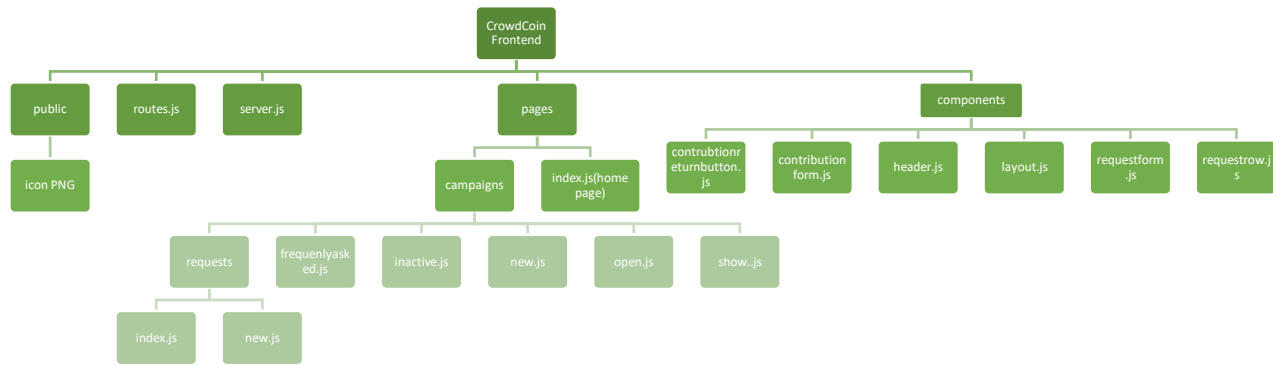 CrowdCoin
Frontend
public
routes.js
server.js
pages
components
icon PNG
campaigns
index.js(home
page)
contrubtionr
eturnbutton.
js
contribution
form.js
header.js
layout.js
requestform
.js
requestrow.j
s
requests
frequenlyask
ed.js
inactive.js
new.js
open.js
show..js
index.js
new.js